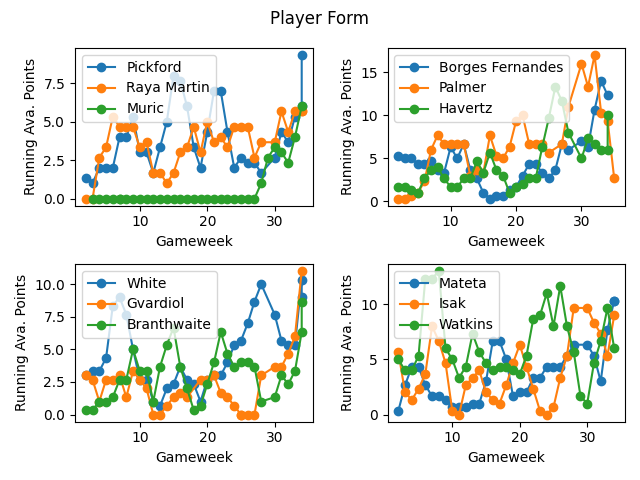 Player Form
Running Ava. Points
7.5
5.0
2.5
0.0
Pickford
Raya Martin
Muric
10
20
30
Gameweek
Running Ava. Points
15
10
5
0
Borges Fernandes
Palmer
Havertz
10
20
30
Gameweek
Running Ava. Points
10.0
7.5
5.0
2.5
0.0
White
Gvardiol
Branthwaite
10
20
30
Gameweek
Running Ava. Points
10
5
0
Mateta
Isak
Watkins
10
20
30
Gameweek